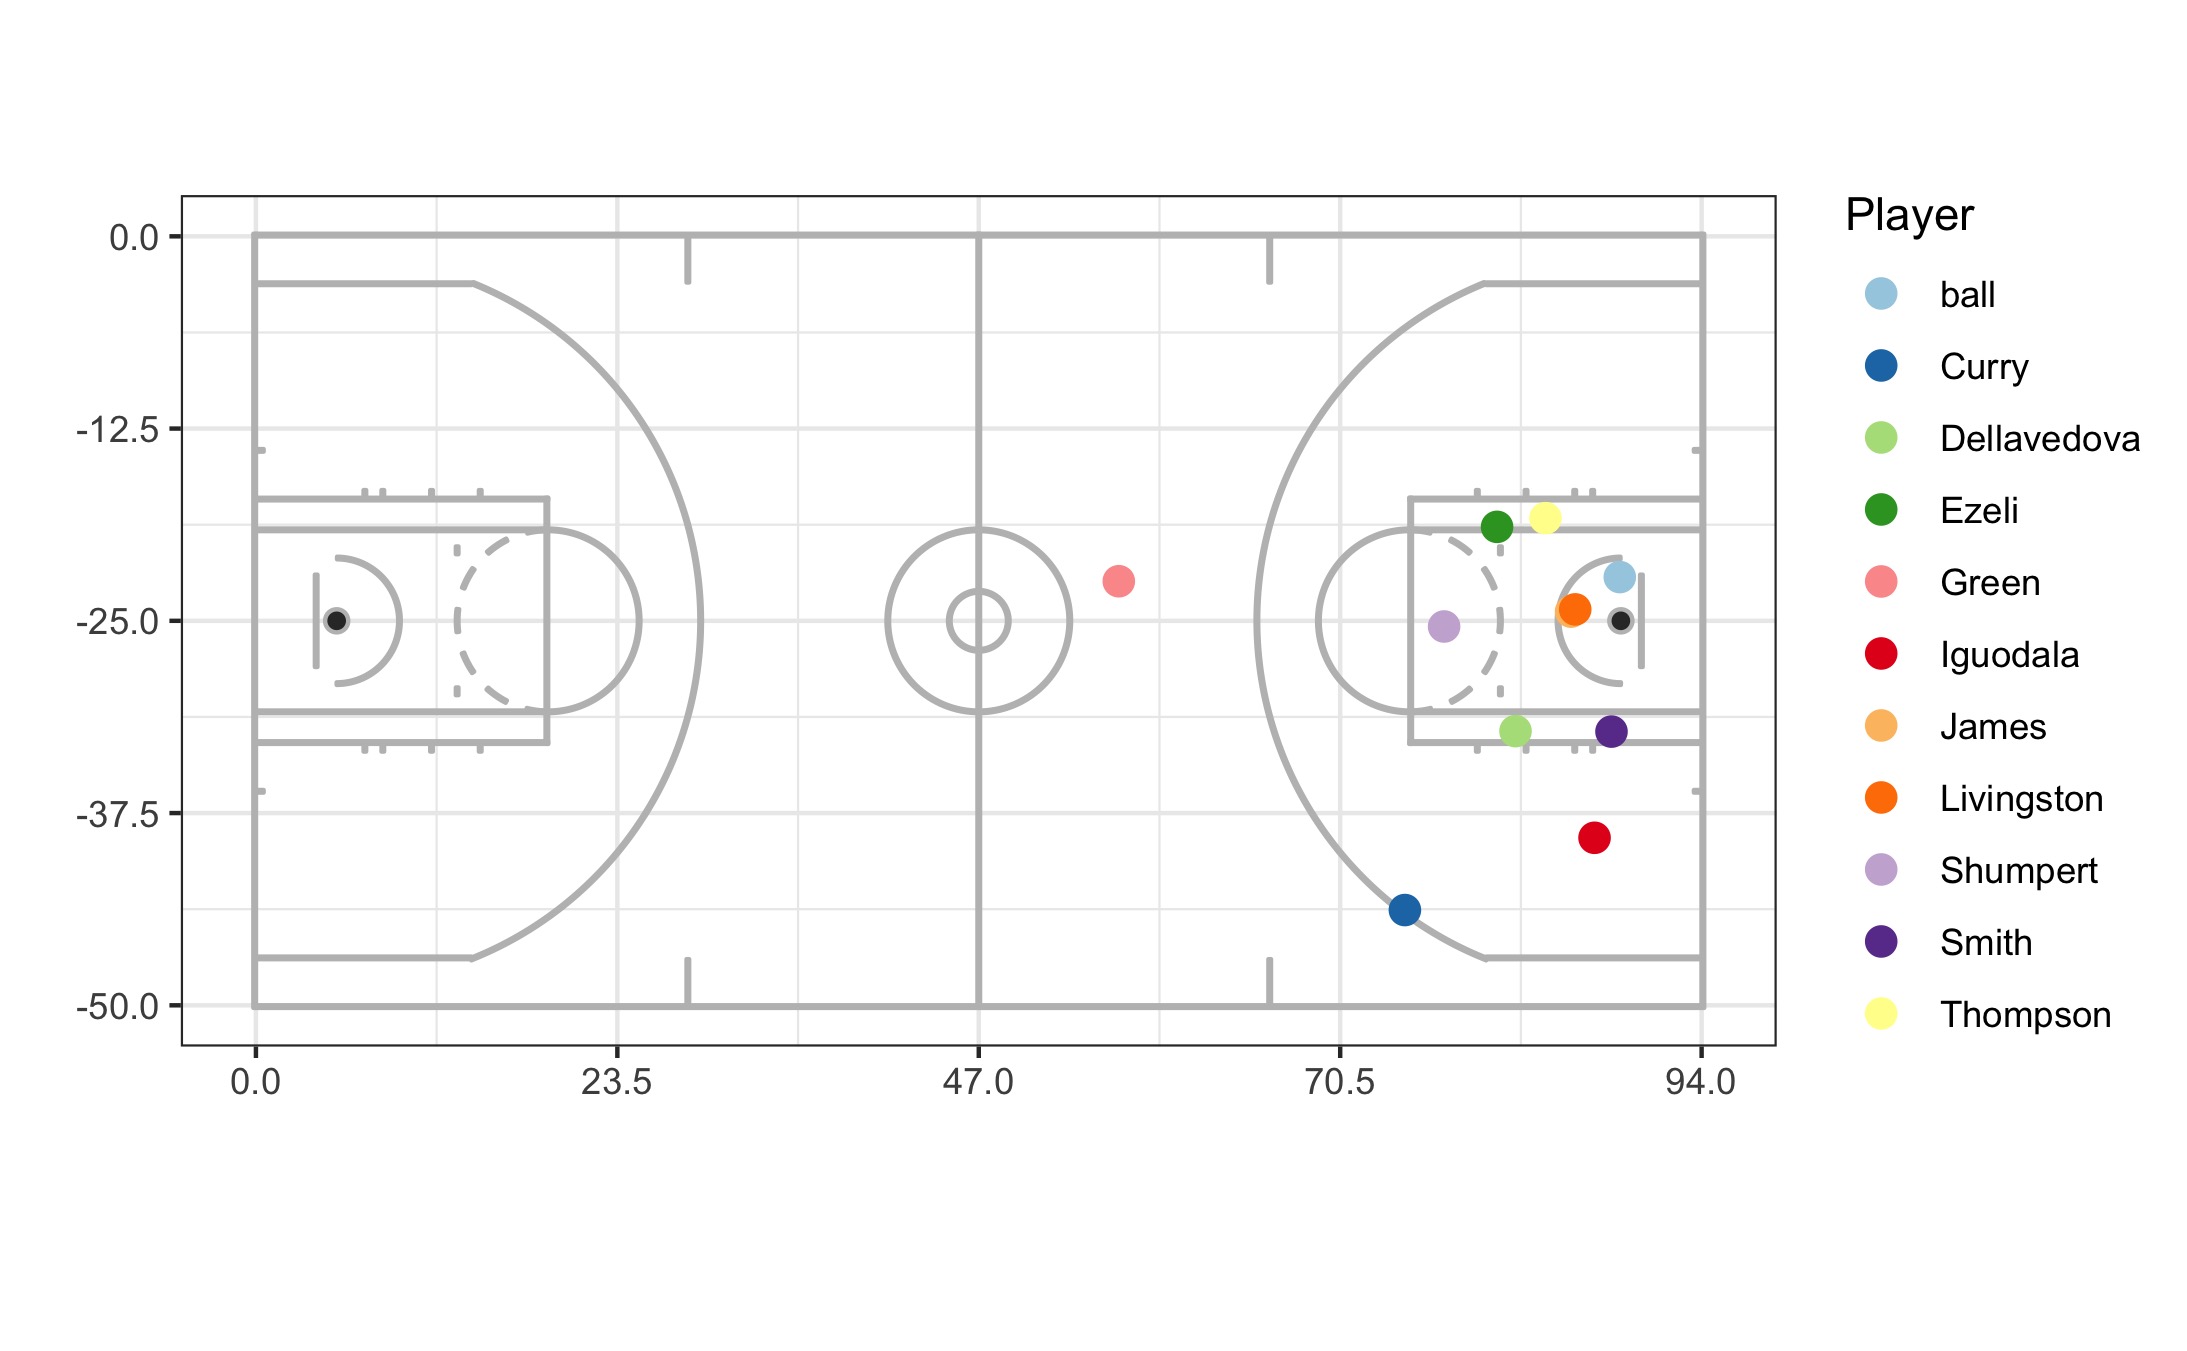 0.0
-12.5
-25.0
-37.5
-50.0
0.0
23.5
47.0
70.5
94.0
Player
ball
Curry
Dellavedova
Ezeli
Green
Iguodala
James
Livingston
Shumpert
Smith
Thompson